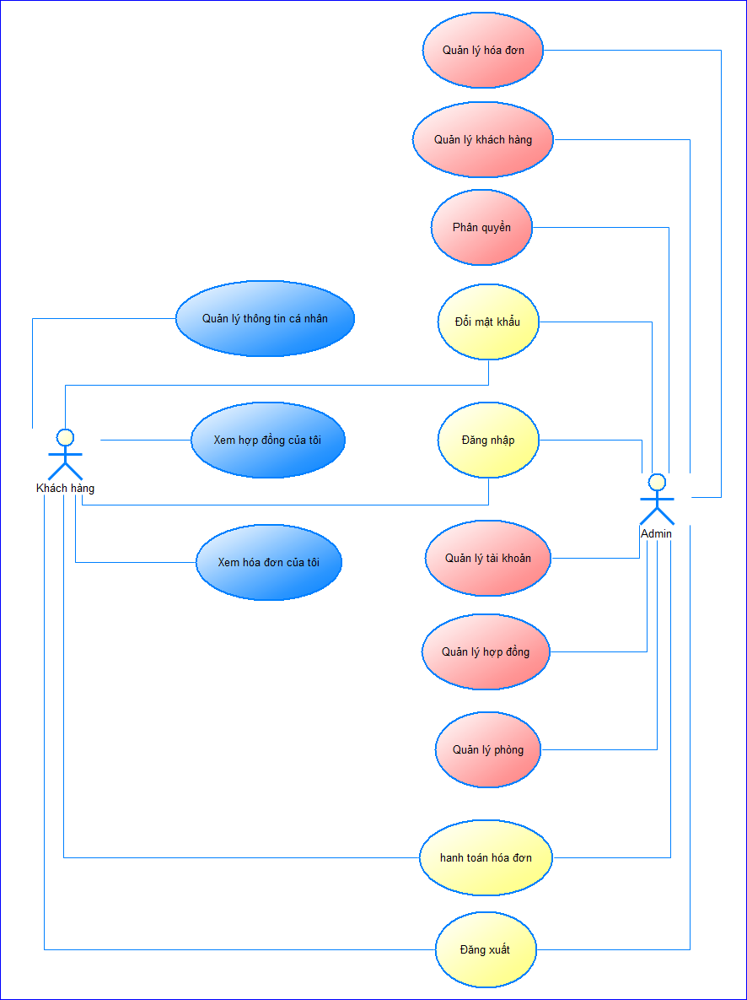 Quản lý hóa đơn
Quản lý khách hàng
Phân quyền
Quản lý thông tin cá nhân
Đổi mật khẩu
Xem hợp đồng của tôi
Đăng nhập
Khách hàng
Admin
Xem hóa đơn của tôi
Quản lý tài khoản
Quản lý hợp đồng
Quản lý phòng
hanh toán hóa đơn
Đăng xuất